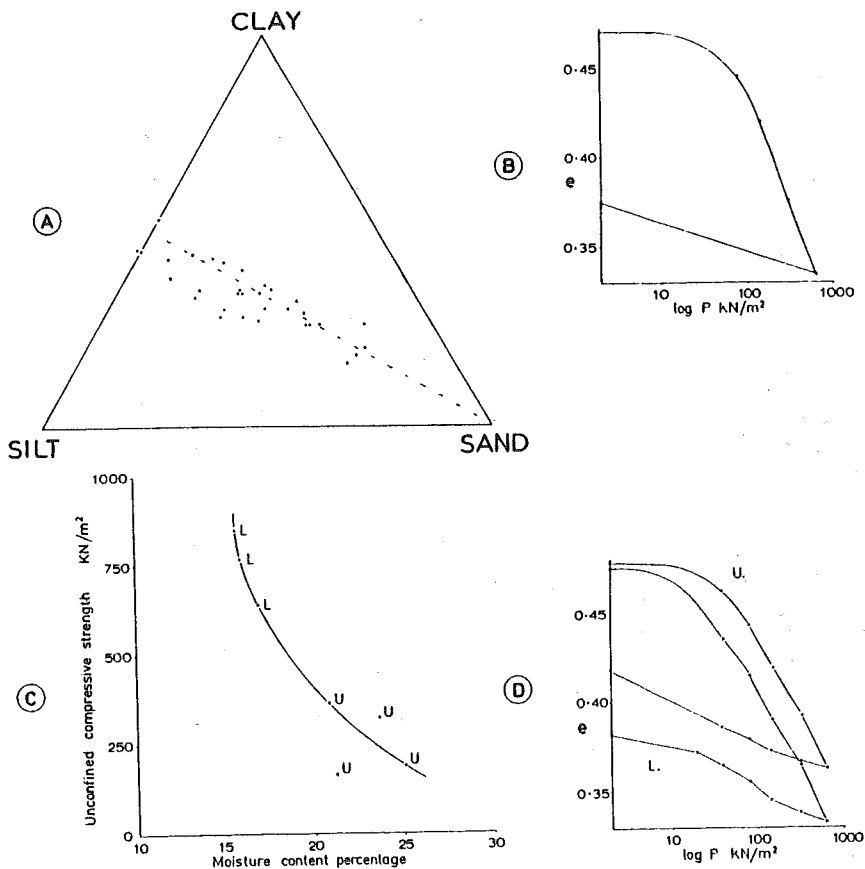 CLAY
A
SILT
SAND
0·45
0·40
0·35
B
e
10
100
1000
log P kN/m²
1000
750
500
250
0
Unconfined compressive strength KN/m²
C
L
L
L
U
U
U
U
10
15
20
25
30
Moisture content percentage
0·45
0·40
0·35
D
e
U.
L.
10
100
1000
log P kN/m²